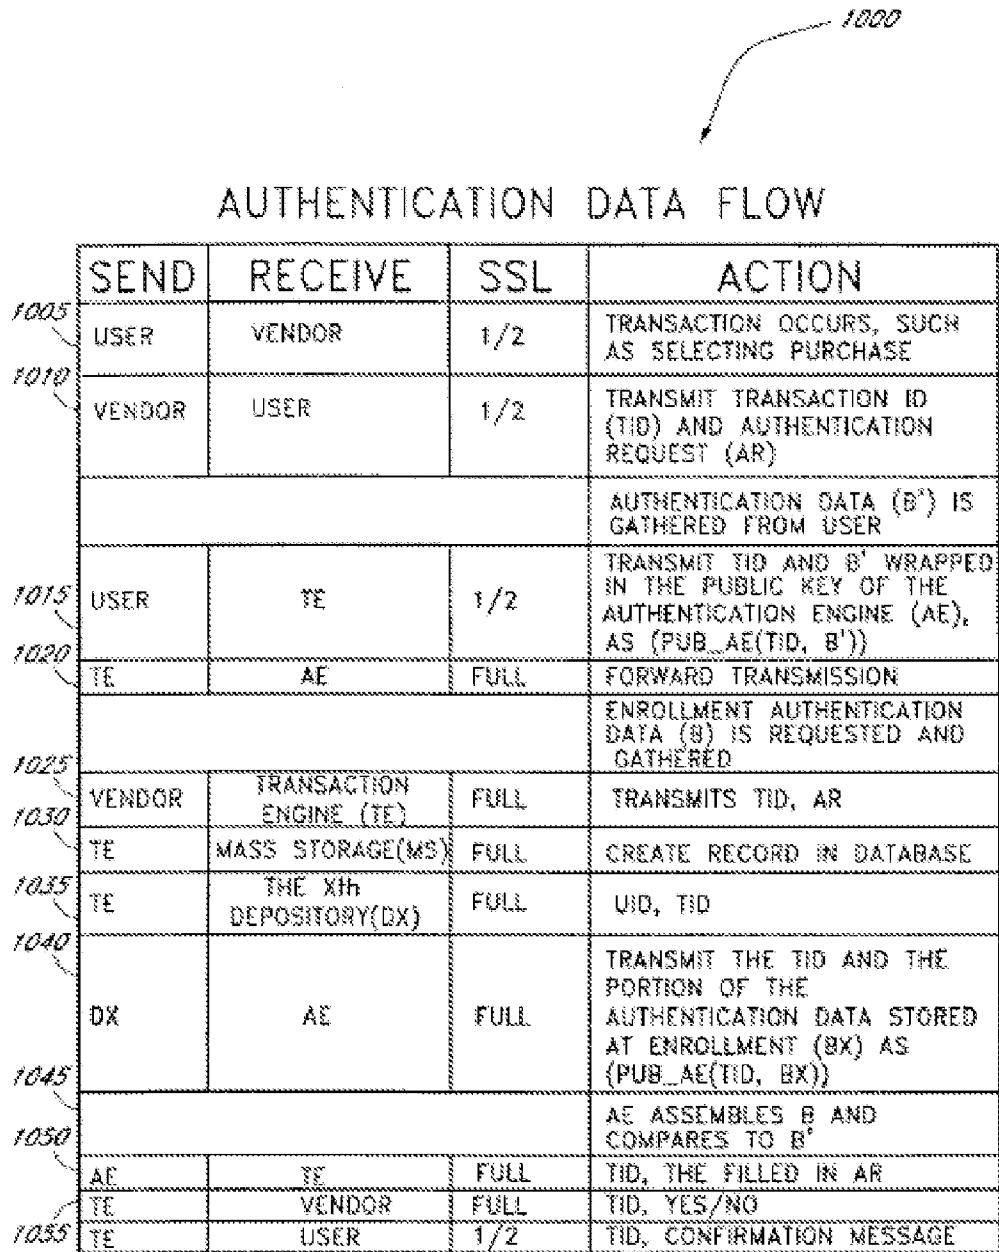 1000
AUTHENTICATION DATA FLOW
SEND RECEIVE SSL ACTION
1005
USER VENDOR 1/2 TRANSACTION OCCURS, SUCH
AS SELECTING PURCHASE
1010
VENDOR USER 1/2 TRANSMIT TRANSACTION ID
(TID) AND AUTHENTICATION
REQUEST (AR)
AUTHENTICATION DATA (B') IS
GATHERED FROM USER
1015
USER TE 1/2 TRANSMIT TID AND B' WRAPPED
IN THE PUBLIC KEY OF THE
AUTHENTICATION ENGINE (AE),
AS (PUB_AE(TID, B'))
1020
TE AE FULL FORWARD TRANSMISSION
ENROLLMENT AUTHENTICATION
DATA (B) IS REQUESTED AND
GATHERED
1025
VENDOR TRANSACTION
ENGINE (TE) FULL TRANSMITS TID, AR
1030
TE MASS STORAGE(MS) FULL CREATE RECORD IN DATABASE
1035
TE THE Xth
DEPOSITORY(DX) FULL UID, TID
1040
DX AE FULL TRANSMIT THE TID AND THE
PORTION OF THE
AUTHENTICATION DATA STORED
AT ENROLLMENT (BX) AS
(PUB_AE(TID, BX))
1045
AE ASSEMBLES B AND
COMPARES TO B'
1050
AE TE FULL TID, THE FILLED IN AR
TE VENDOR FULL TID, YES/NO
1055
TE USER 1/2 TID, CONFIRMATION MESSAGE